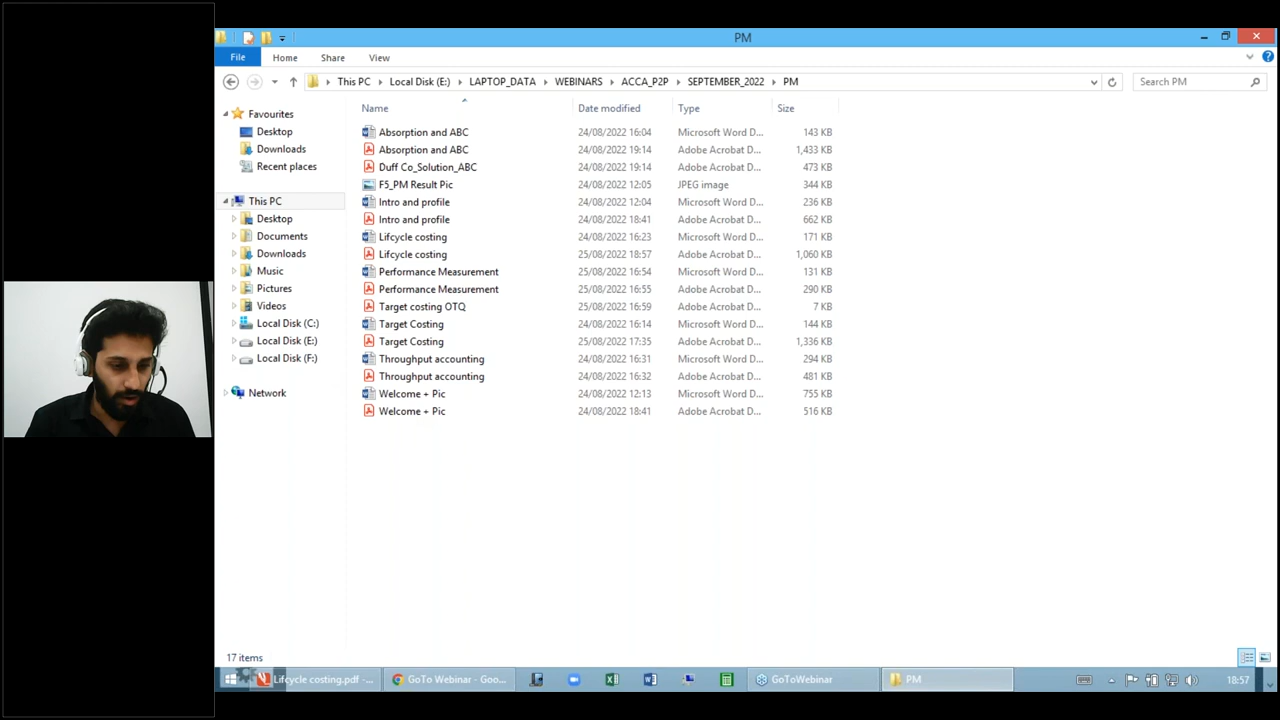 PM
File Home Share View
This PC Local Disk (E:) LAPTOP_DATA WEBINARS ACCA_P2P SEPTEMBER_2022 PM
Search PM
Favourites
Desktop
Downloads
Recent places
This PC
Desktop
Documents
Downloads
Music
Pictures
Videos
Local Disk (C:)
Local Disk (E:)
Local Disk (F:)
Network
Name Date modified Type Size
Absorption and ABC 24/08/2022 16:04 Microsoft Word D... 143 KB
Absorption and ABC 24/08/2022 19:14 Adobe Acrobat D... 1,433 KB
Duff Co_Solution_ABC 24/08/2022 19:14 Adobe Acrobat D... 473 KB
F5_PM Result Pic 24/08/2022 12:05 JPEG image 344 KB
Intro and profile 24/08/2022 12:04 Microsoft Word D... 236 KB
Intro and profile 24/08/2022 18:41 Adobe Acrobat D... 662 KB
Lifcycle costing 24/08/2022 16:23 Microsoft Word D... 171 KB
Lifcycle costing 25/08/2022 18:57 Adobe Acrobat D... 1,060 KB
Performance Measurement 25/08/2022 16:54 Microsoft Word D... 131 KB
Performance Measurement 25/08/2022 16:55 Adobe Acrobat D... 290 KB
Target costing OTQ 25/08/2022 16:59 Adobe Acrobat D... 7 KB
Target Costing 24/08/2022 16:14 Microsoft Word D... 144 KB
Target Costing 25/08/2022 17:35 Adobe Acrobat D... 1,336 KB
Throughput accounting 24/08/2022 16:31 Microsoft Word D... 294 KB
Throughput accounting 24/08/2022 16:32 Adobe Acrobat D... 481 KB
Welcome + Pic 24/08/2022 12:13 Microsoft Word D... 755 KB
Welcome + Pic 24/08/2022 18:41 Adobe Acrobat D... 516 KB
17 items
Lifcycle costing.pdf -... GoTo Webinar - Goo... GoToWebinar PM 18:57